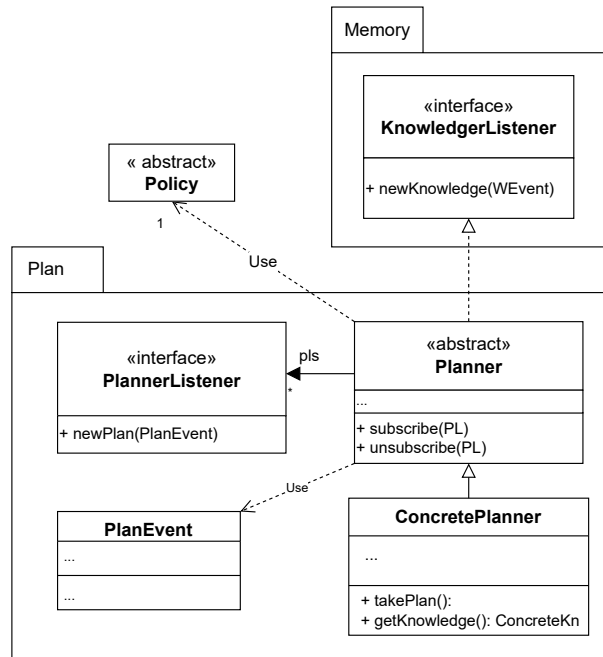 Memory
«interface»
KnowledgerListener
+ newKnowledge(WEvent)
« abstract»
Policy
1
Use
Plan
«interface»
PlannerListener
+ newPlan(PlanEvent)
pls
*
«abstract»
Planner
...
+ subscribe(PL)
+ unsubscribe(PL)
Use
PlanEvent
...
...
ConcretePlanner
...
+ takePlan():
+ getKnowledge(): ConcreteKn